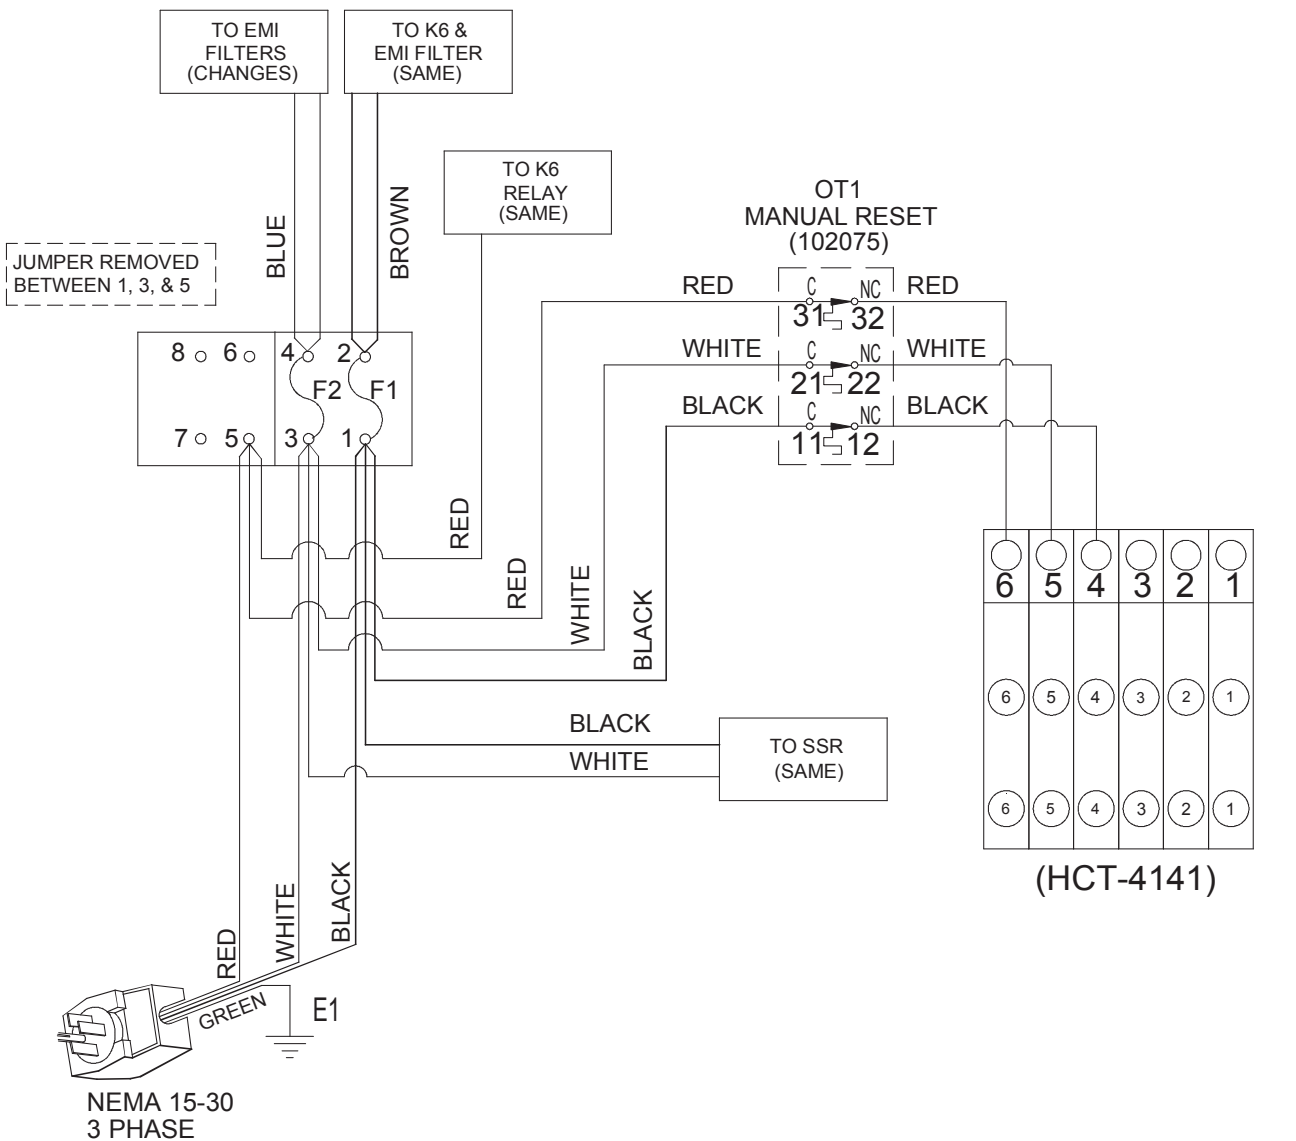 TO EMI
FILTERS
(CHANGES)
TO K6 &
EMI FILTER
(SAME)
TO K6
RELAY
(SAME)
OT1
MANUAL RESET
(102075)
BLUE
BROWN
JUMPER REMOVED
BETWEEN 1, 3, & 5
RED
C
NC
RED
31
32
WHITE
C
NC
WHITE
21
22
BLACK
C
NC
BLACK
11
12
8
6
4
2
F2
F1
7
5
3
1
RED
RED
WHITE
BLACK
6 5 4 3 2 1
6 5 4 3 2 1
6 5 4 3 2 1
(HCT-4141)
BLACK
WHITE
TO SSR
(SAME)
RED
WHITE
BLACK
GREEN
E1
NEMA 15-30
3 PHASE